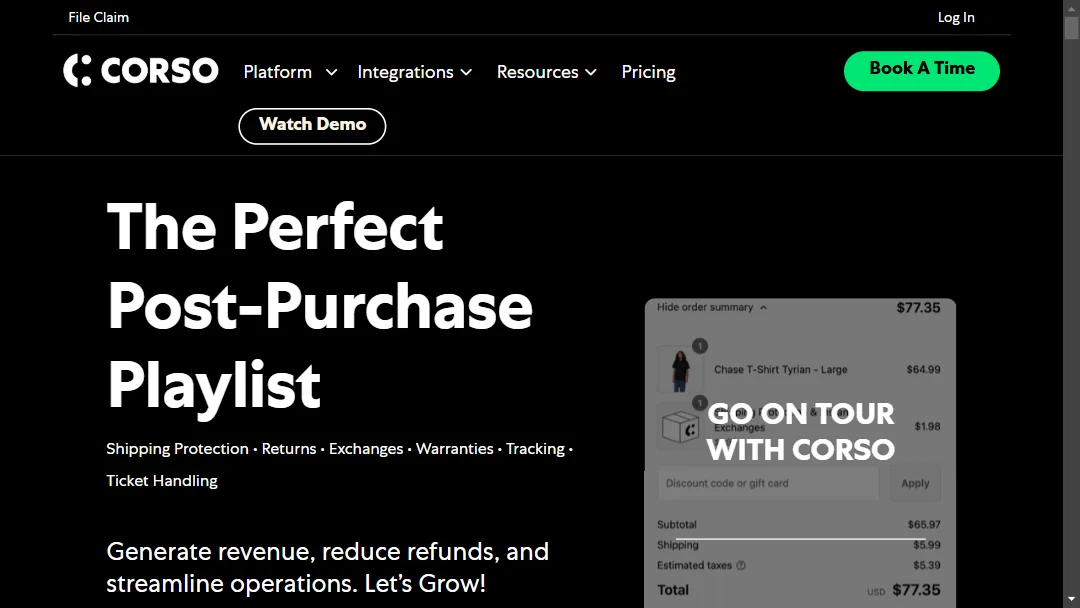 File Claim
Log In
CORSO
Platform
Integrations
Resources
Pricing
Book A Time
Watch Demo
The Perfect
Post-Purchase
Playlist
Shipping Protection • Returns • Exchanges • Warranties • Tracking •
Ticket Handling
Generate revenue, reduce refunds, and
streamline operations. Let's Grow!
Hide order summary
$77.35
1
Chase T-Shirt Tyrian - Large
$64.99
1
Exchanges
$1.98
GO ON TOUR
WITH CORSO
Discount code or gift card
Apply
Subtotal
$65.97
Shipping
$5.99
Estimated taxes
$5.39
Total
USD $77.35